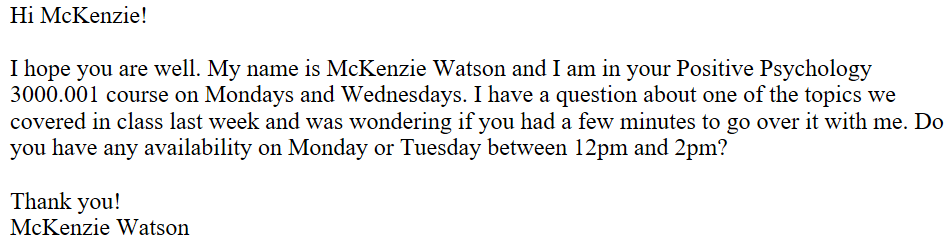 Hi McKenzie!
I hope you are well. My name is McKenzie Watson and I am in your Positive Psychology
3000.001 course on Mondays and Wednesdays. I have a question about one of the topics we
covered in class last week and was wondering if you had a few minutes to go over it with me. Do
you have any availability on Monday or Tuesday between 12pm and 2pm?
Thank you!
McKenzie Watson